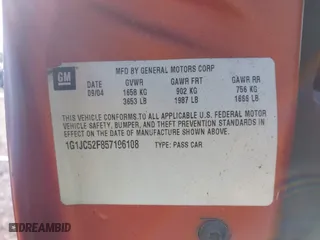 MFD BY GENERAL MOTORS CORP
GM
DATE GVWR GAWR FRT GAWR RR
09/04 1658 KG 902 KG 756 KG
3653 LB 1987 LB 1666 LB
THIS VEHICLE CONFORMS TO ALL APPLICABLE U.S. FEDERAL MOTOR
VEHICLE SAFETY, BUMPER, AND THEFT PREVENTION STANDARDS
IN EFFECT ON THE DATE OF MANUFACTURE SHOWN ABOVE.
1G1JC52F857196108 TYPE: PASS CAR